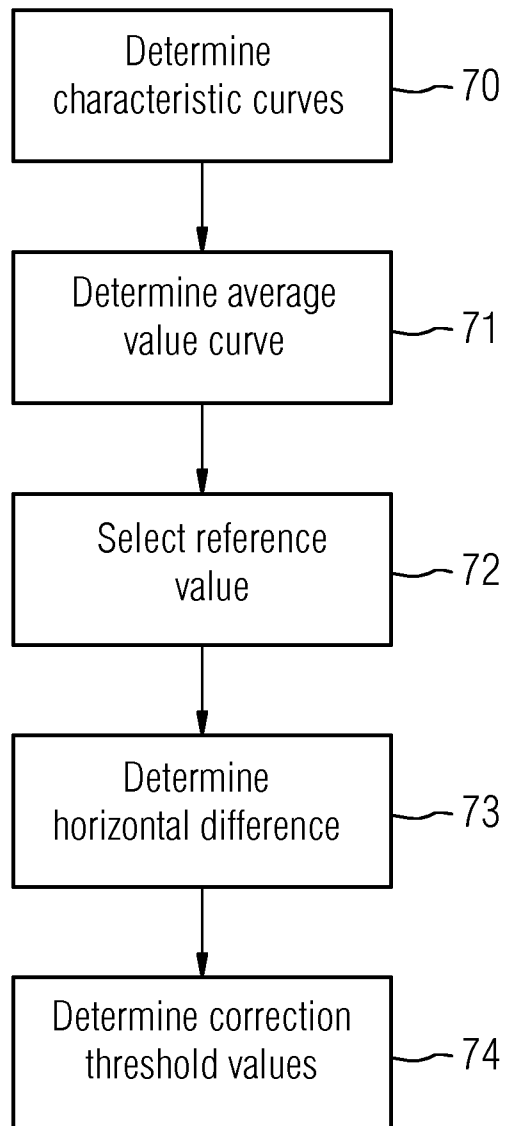 Determine
characteristic curves
70
Determine average
value curve
71
Select reference
value
72
Determine
horizontal difference
73
Determine correction
threshold values
74